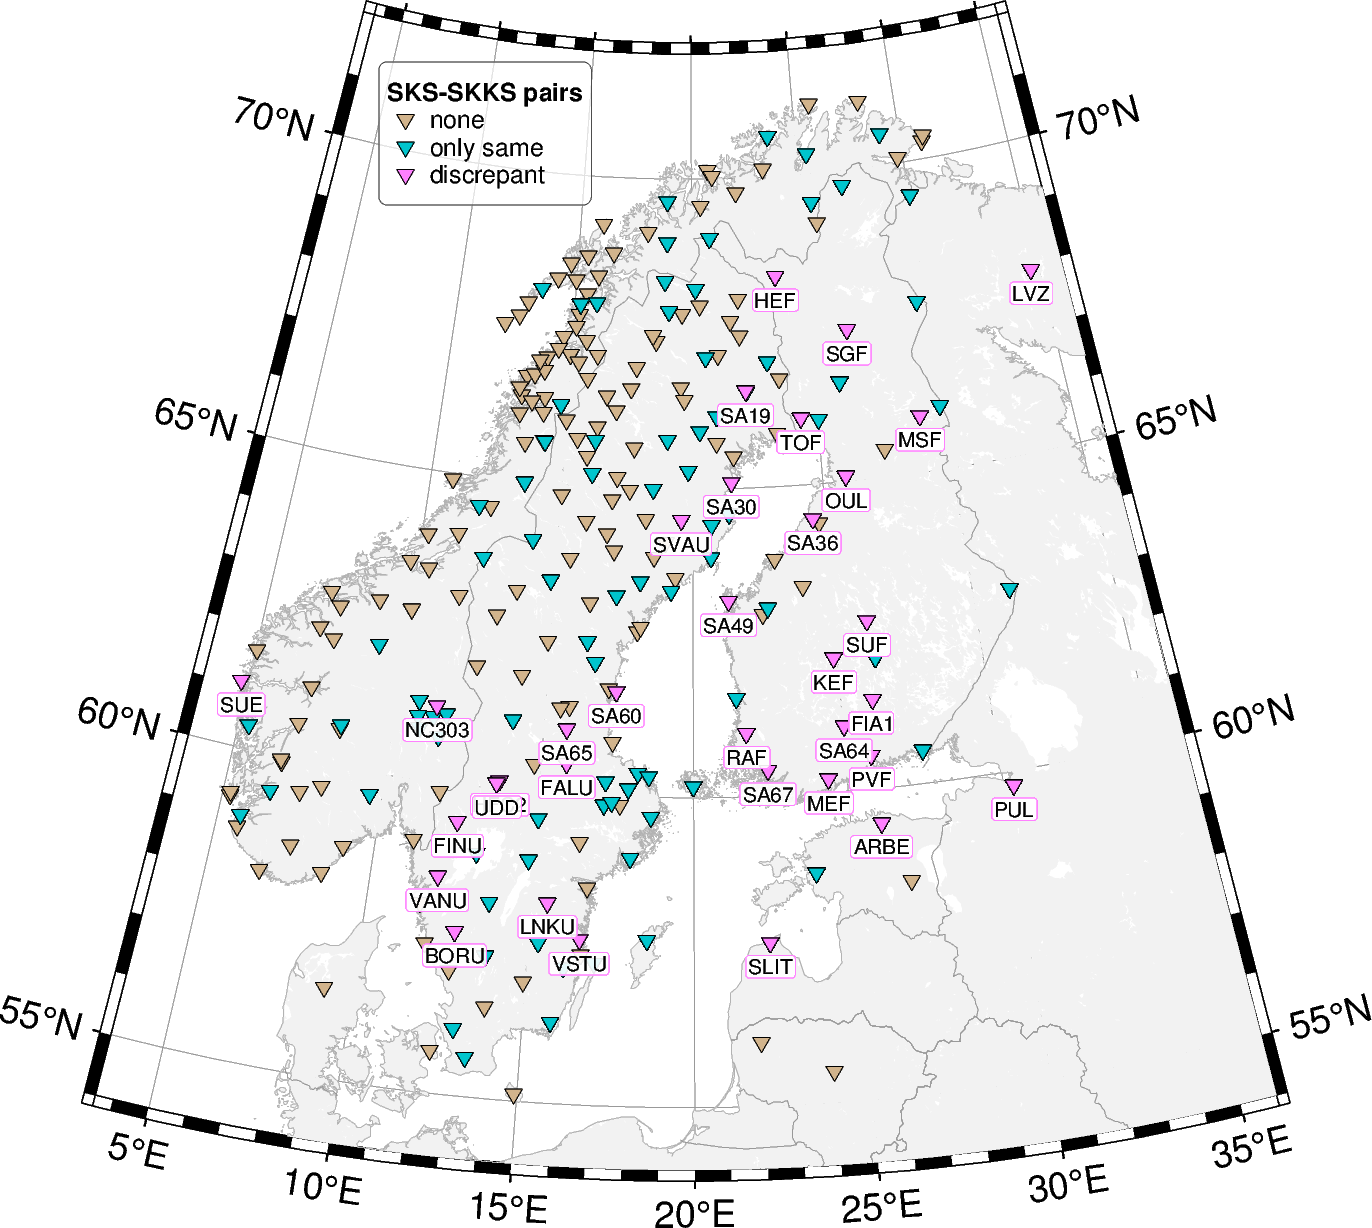 SKS-SKKS pairs
none
only same
discrepant
70°N
70°N
65°N
65°N
60°N
60°N
55°N
55°N
5°E
10°E
15°E
20°E
25°E
30°E
35°E
LVZ
HEF
SGF
SA19
TOF
MSF
OUL
SA30
SA36
SVAU
SA49
SUF
KEF
SUE
NC303
SA60
FIA1
SA64
SA65
RAF
PVF
FALU
SA67
MEF
UDD2
PUL
FINU
ARBE
VANU
LNKU
BORU
VSTU
SLIT